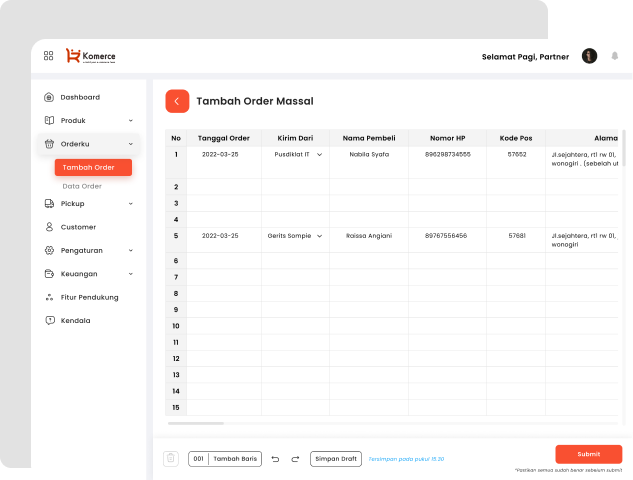 Komerce
Selamat Pagi, Partner
Dashboard
Produk
Orderku
Tambah Order
Data Order
Pickup
Customer
Pengaturan
Keuangan
Fitur Pendukung
Kendala
Tambah Order Massal
No Tanggal Order Kirim Dari Nama Pembeli Nomor HP Kode Pos Alama
1 2022-03-25 Pusdiklat IT Nabila Syafa 896298734555 57652 Jl.sejahtera, rt1 rw 01,
wonogiri . (sebelah ut
2
3
4
5 2022-03-25 Gerits Sompie Raissa Angiani 89767556456 57681 Jl.sejahtera, rt1 rw 01, .
wonogiri
6
7
8
9
10
11
12
13
14
15
001 Tambah Baris Simpan Draft Tersimpan pada pukul 15.30 Submit
*Pastikan semua sudah benar sebelum submit